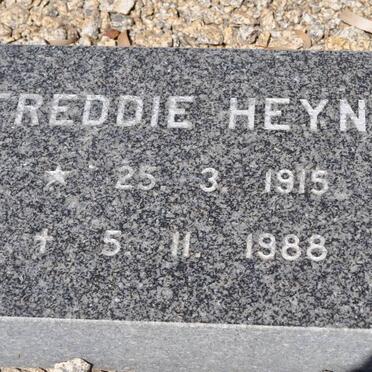 FREDDIE HEYN
* 25. 3. 1915
† 5. 11. 1988